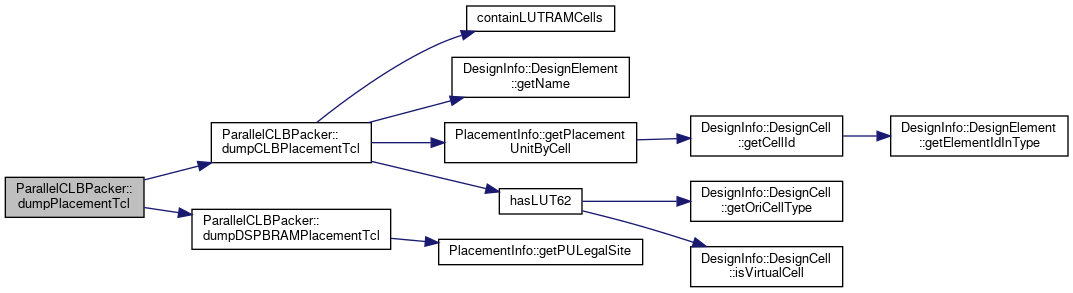 containLUTRAMCells
DesignInfo::DesignElement
::getName
ParallelCLBPacker::
dumpCLBPlacementTcl
PlacementInfo::getPlacement
UnitByCell
DesignInfo::DesignCell
::getCellId
DesignInfo::DesignElement
::getElementIdInType
ParallelCLBPacker::
dumpPlacementTcl
hasLUT62
DesignInfo::DesignCell
::getOriCellType
ParallelCLBPacker::
dumpDSPBRAMPlacementTcl
PlacementInfo::getPULegalSite
DesignInfo::DesignCell
::isVirtualCell